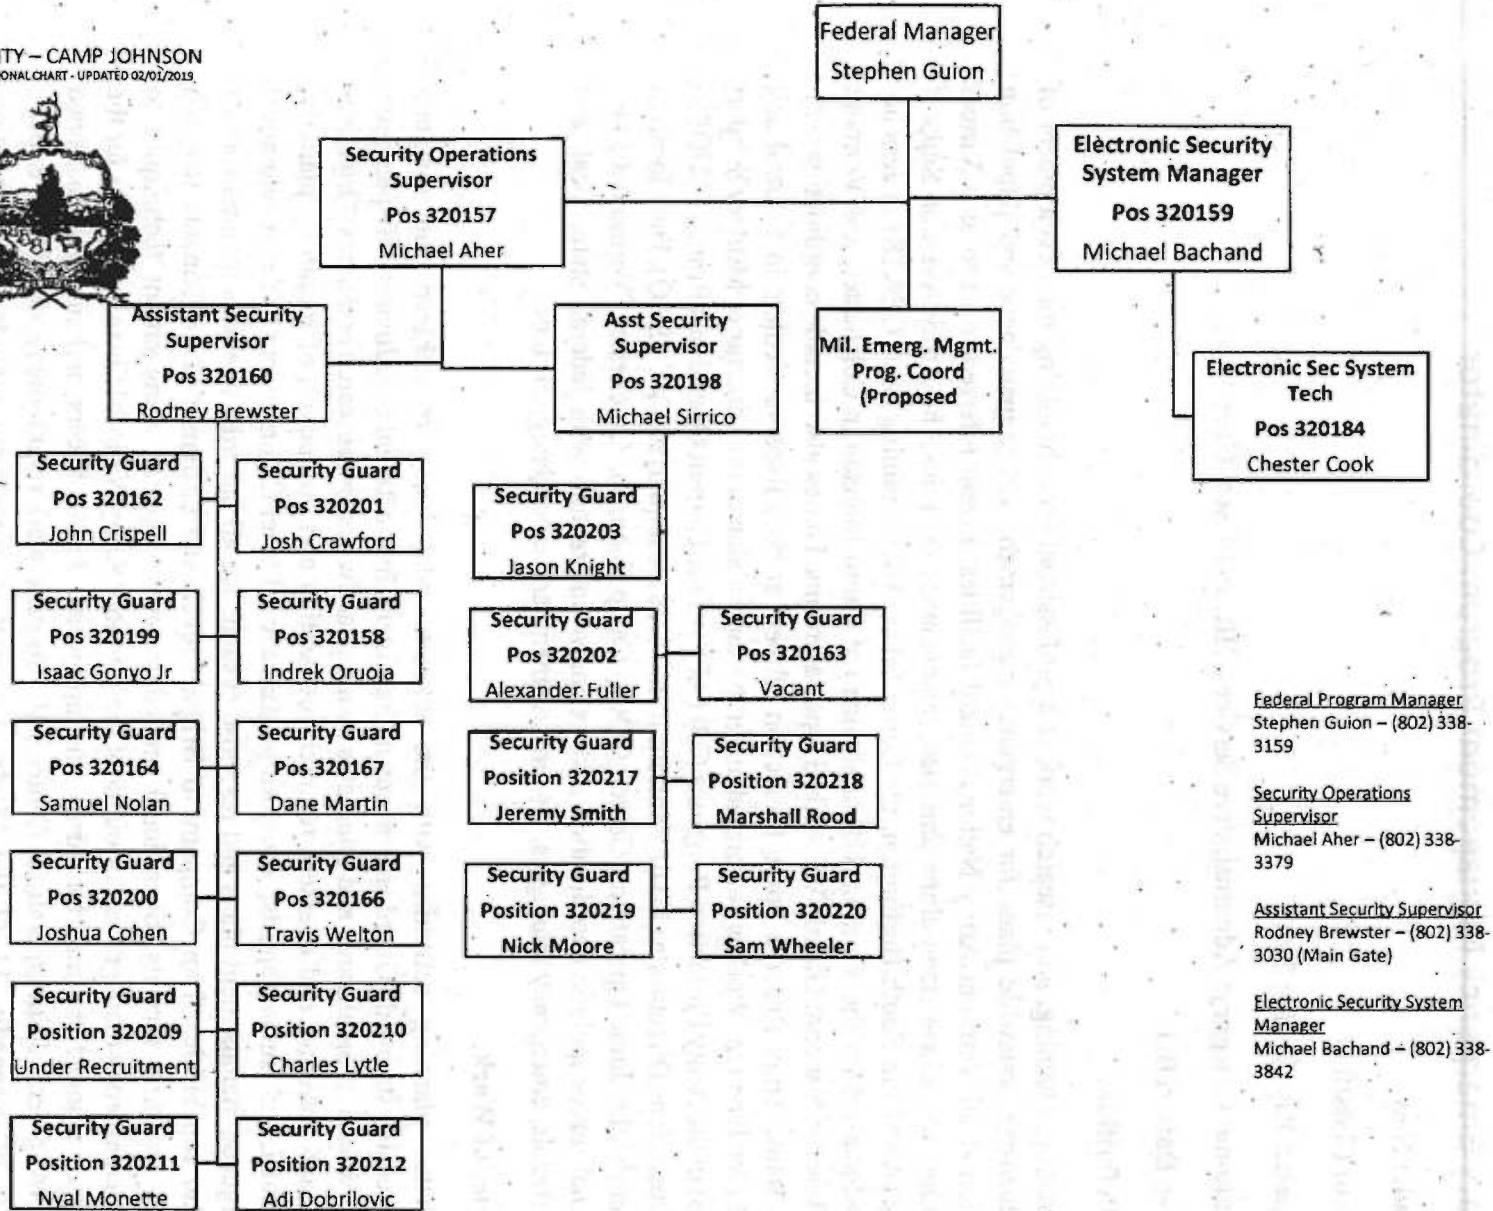 ITY – CAMP JOHNSON
ONAL CHART - UPDATED 02/01/2019
Federal Manager
Stephen Guion
Security Operations
Supervisor
Pos 320157
Michael Aher
Electronic Security
System Manager
Pos 320159
Michael Bachand
Assistant Security
Supervisor
Pos 320160
Rodney Brewster
Asst Security
Supervisor
Pos 320198
Michael Sirrico
Mil. Emerg. Mgmt.
Prog. Coord
(Proposed
Electronic Sec System
Tech
Pos 320184
Chester Cook
Security Guard
Pos 320162
John Crispell
Security Guard
Pos 320201
Josh Crawford
Security Guard
Pos 320203
Jason Knight
Security Guard
Pos 320199
Isaac Gonyo Jr
Security Guard
Pos 320158
Indrek Oruoja
Security Guard
Pos 320202
Alexander Fuller
Security Guard
Pos 320163
Vacant
Security Guard
Pos 320164
Samuel Nolan
Security Guard
Pos 320167
Dane Martin
Security Guard
Position 320217
Jeremy Smith
Security Guard
Position 320218
Marshall Rood
Security Guard
Pos 320200
Joshua Cohen
Security Guard
Pos 320166
Travis Welton
Security Guard
Position 320219
Nick Moore
Security Guard
Position 320220
Sam Wheeler
Security Guard
Position 320209
Under Recruitment
Security Guard
Position 320210
Charles Lytle
Security Guard
Position 320211
Nyal Monette
Security Guard
Position 320212
Adi Dobrilovic
Federal Program Manager
Stephen Guion – (802) 338-
3159
Security Operations
Supervisor
Michael Aher – (802) 338-
3379
Assistant Security Supervisor
Rodney Brewster – (802) 338-
3030 (Main Gate)
Electronic Security System
Manager
Michael Bachand – (802) 338-
3842